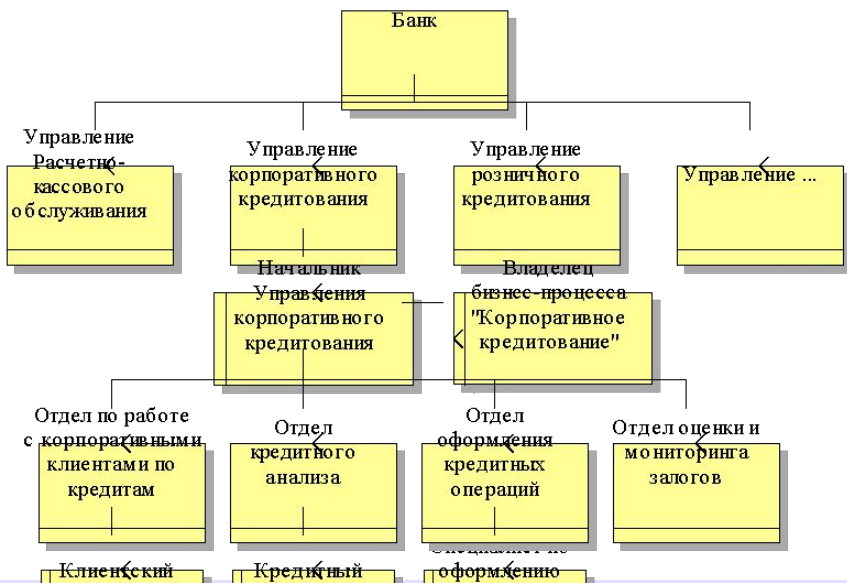 Банк
Управление
Расчетно-
кассового
обслуживания
Управление
корпоративного
кредитования
Управление
розничного
кредитования
Управление ...
Начальник
Управления
корпоративного
кредитования
Владелец
бизнес-процесса
"Корпоративное
кредитование"
Отдел по работе
с корпоративными
клиентами по
кредитам
Отдел
кредитного
анализа
Отдел
оформления
кредитных
операций
Отдел оценки и
мониторинга
залогов
Клиентский
Кредитный
оформлению